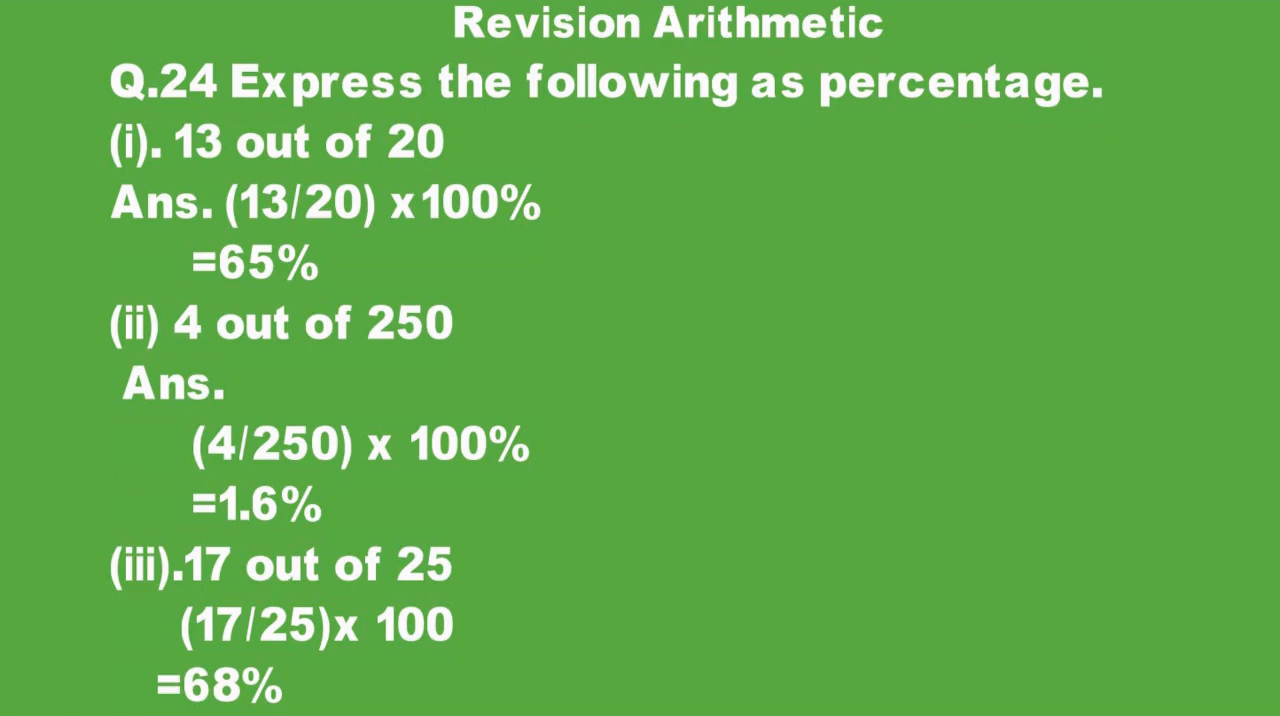 Revision Arithmetic
Q.24 Express the following as percentage.
(i). 13 out of 20
Ans. (13/20) x100%
=65%
(ii) 4 out of 250
Ans.
(4/250) x 100%
=1.6%
(iii).17 out of 25
(17/25)x 100
=68%